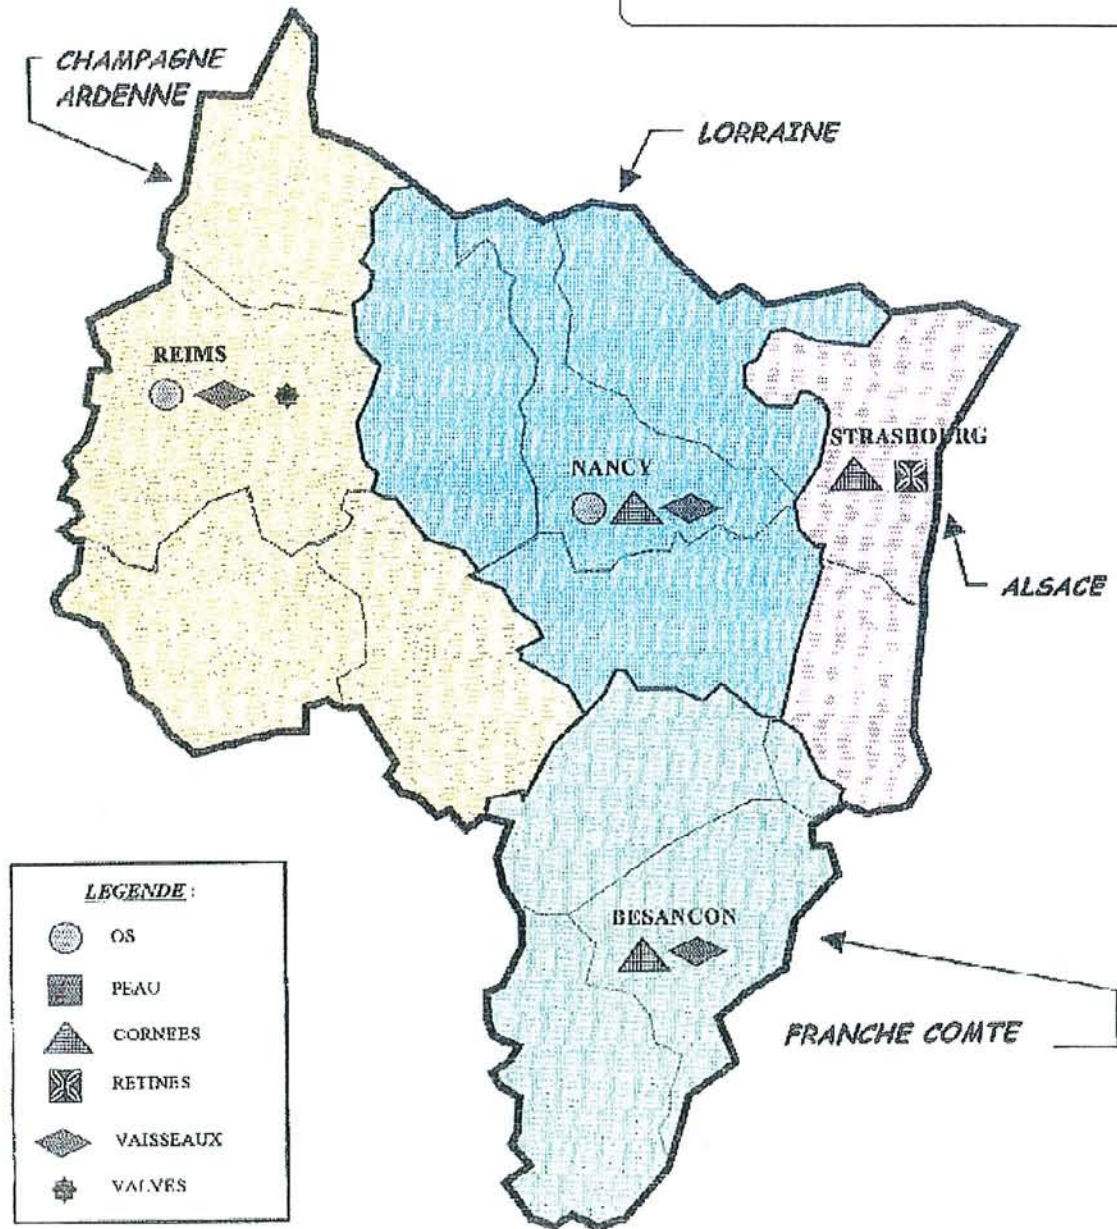 CHAMPAGNE
ARDENNE
LORRAINE
REIMS
STRASBOURG
NANCY
ALSACE
LEGENDE :
OS
PEAU
CORNEES
RETINES
VAISSEAUX
VALVES
BESANCON
FRANCHE COMTE